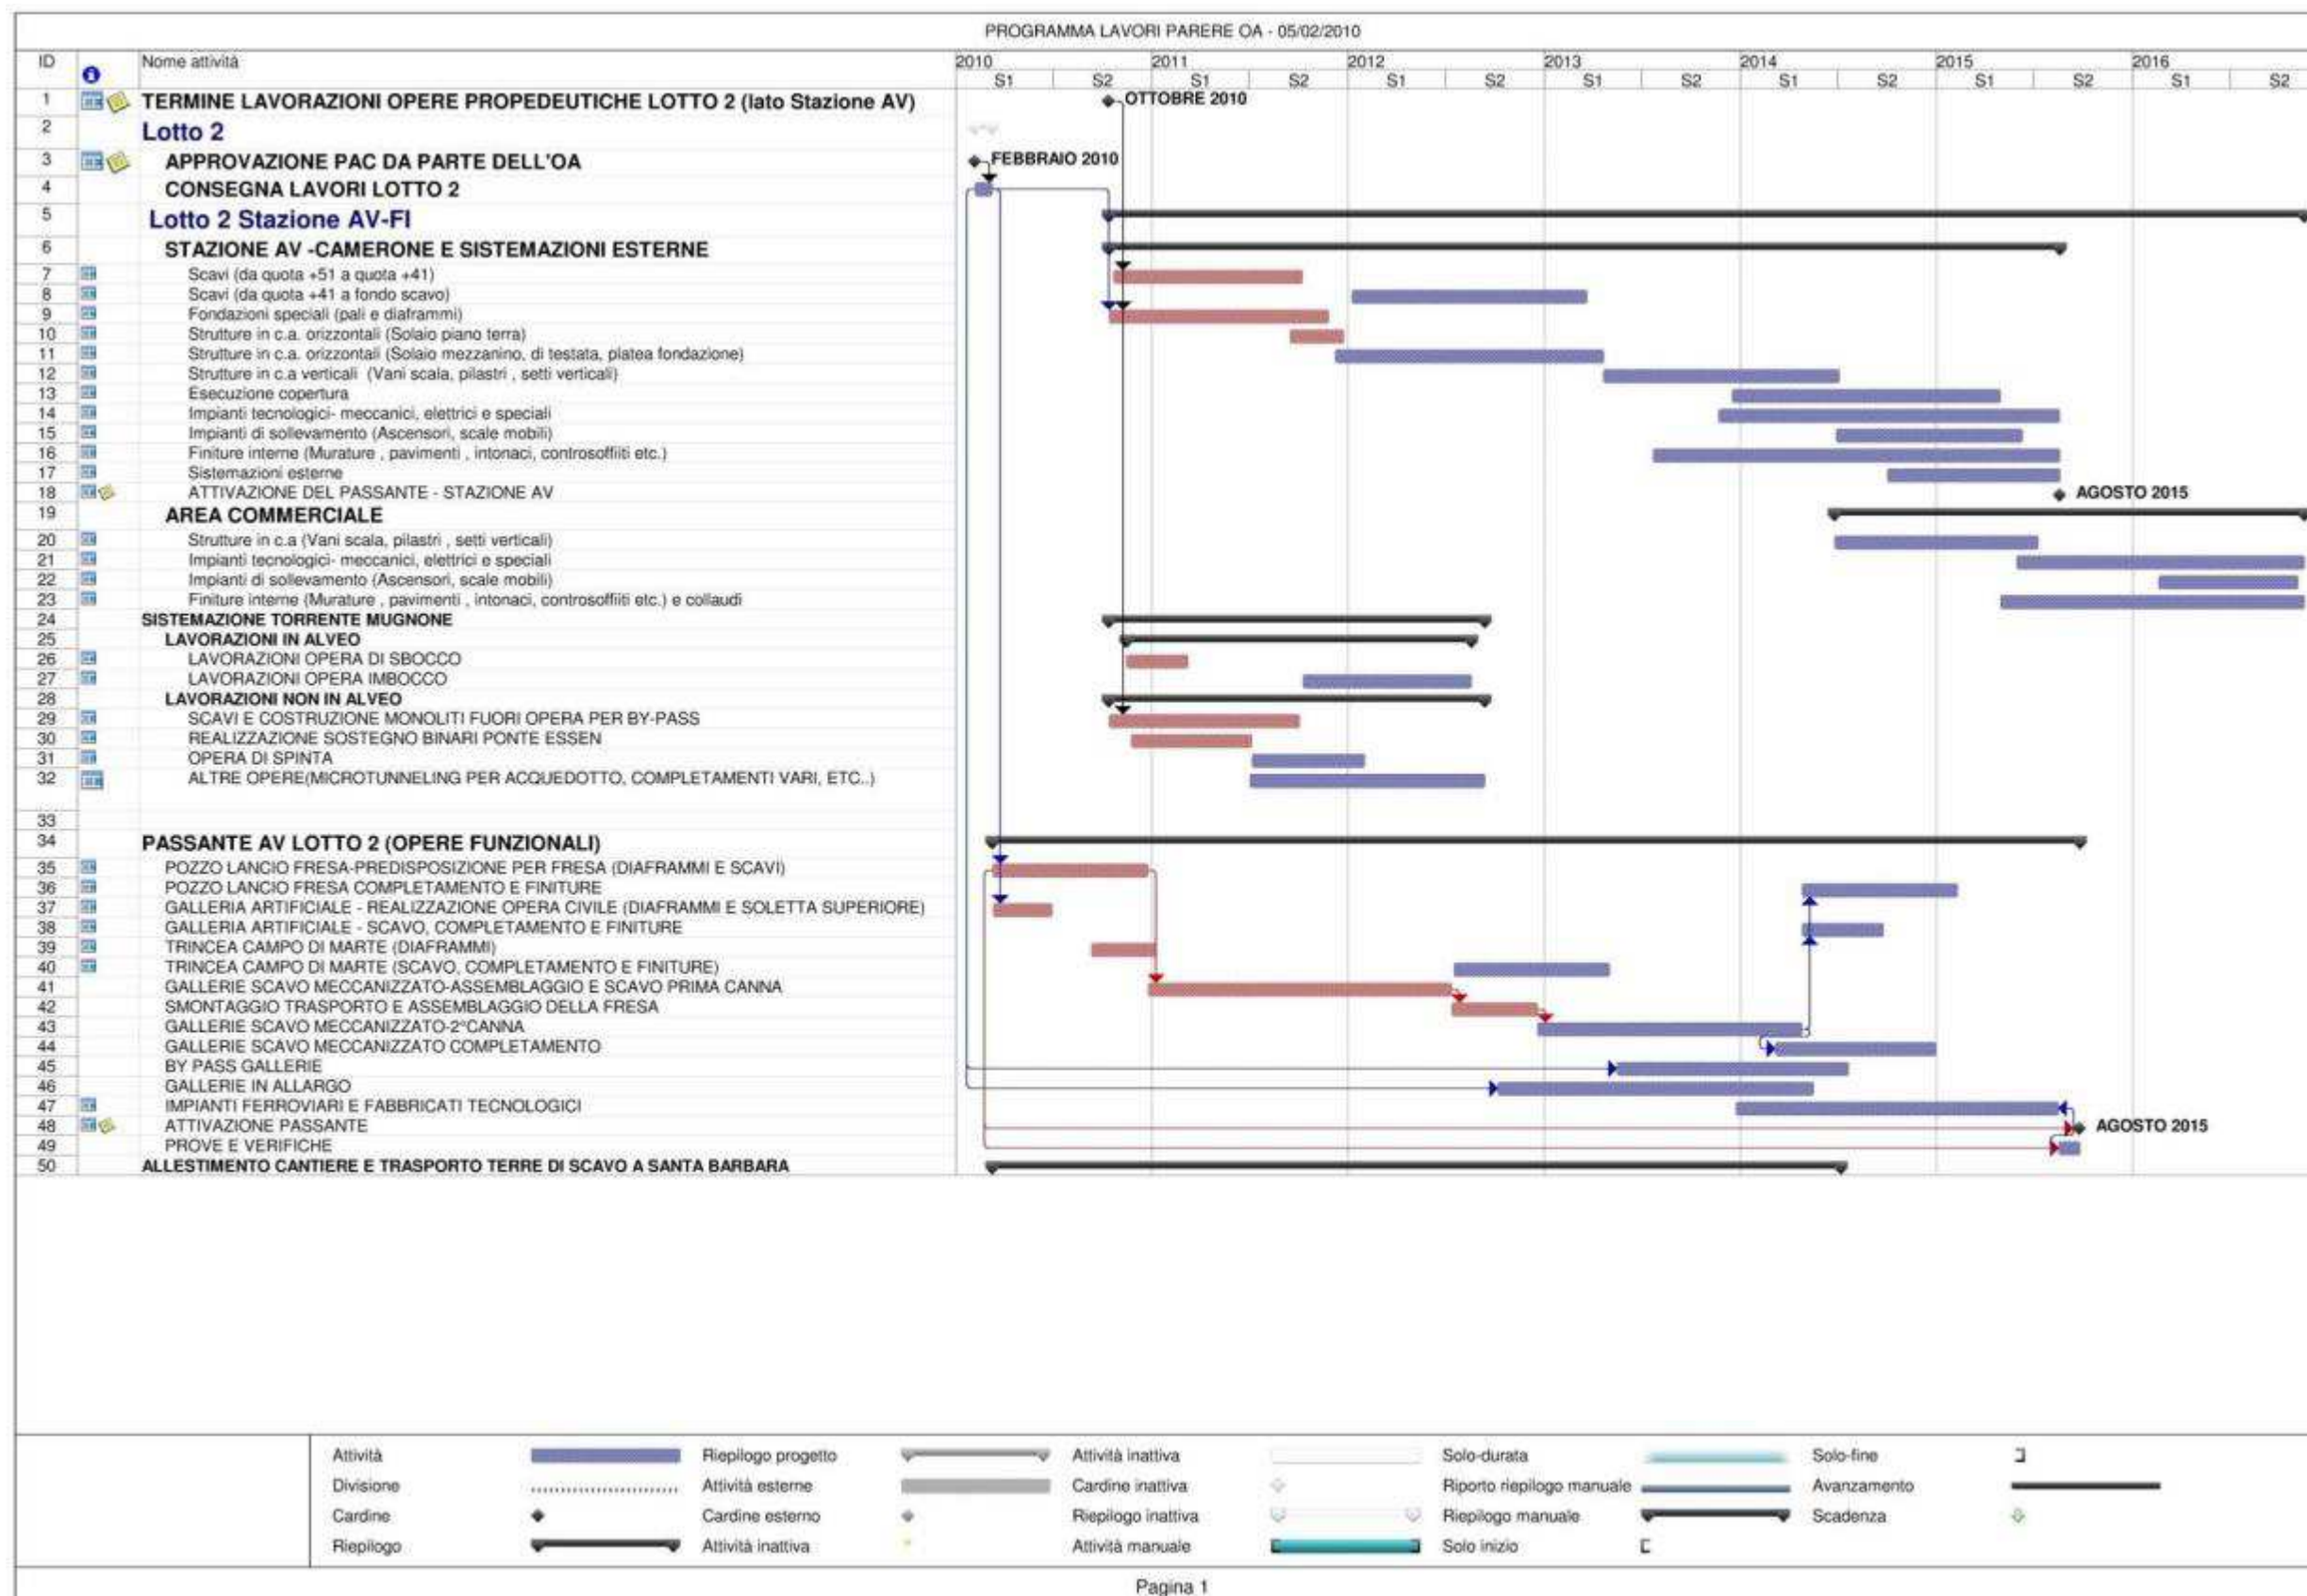 PROGRAMMA LAVORI PARERE OA - 05/02/2010
ID Nome attività 2010 2011 2012 2013 2014 2015 2016
S1 S2 S1 S2 S1 S2 S1 S2 S1 S2 S1 S2 S1 S2
1 TERMINE LAVORAZIONI OPERE PROPEDEUTICHE LOTTO 2 (lato Stazione AV) OTTOBRE 2010
2 Lotto 2
3 APPROVAZIONE PAC DA PARTE DELL'OA FEBBRAIO 2010
4 CONSEGNA LAVORI LOTTO 2
5 Lotto 2 Stazione AV-FI
6 STAZIONE AV -CAMERONE E SISTEMAZIONI ESTERNE
7 Scavi (da quota +51 a quota +41)
8 Scavi (da quota +41 a fondo scavo)
9 Fondazioni speciali (pali e diaframmi)
10 Strutture in c.a. orizzontali (Solaio piano terra)
11 Strutture in c.a. orizzontali (Solaio mezzanino, di testata, platea fondazione)
12 Strutture in c.a verticali (Vani scala, pilastri , setti verticali)
13 Esecuzione copertura
14 Impianti tecnologici- meccanici, elettrici e speciali
15 Impianti di sollevamento (Ascensori, scale mobili)
16 Finiture interne (Murature , pavimenti , intonaci, controsoffiiti etc.)
17 Sistemazioni esterne
18 ATTIVAZIONE DEL PASSANTE - STAZIONE AV AGOSTO 2015
19 AREA COMMERCIALE
20 Strutture in c.a (Vani scala, pilastri , setti verticali)
21 Impianti tecnologici- meccanici, elettrici e speciali
22 Impianti di sollevamento (Ascensori, scale mobili)
23 Finiture interne (Murature , pavimenti , intonaci, controsoffiiti etc.) e collaudi
24 SISTEMAZIONE TORRENTE MUGNONE
25 LAVORAZIONI IN ALVEO
26 LAVORAZIONI OPERA DI SBOCCO
27 LAVORAZIONI OPERA IMBOCCO
28 LAVORAZIONI NON IN ALVEO
29 SCAVI E COSTRUZIONE MONOLITI FUORI OPERA PER BY-PASS
30 REALIZZAZIONE SOSTEGNO BINARI PONTE ESSEN
31 OPERA DI SPINTA
32 ALTRE OPERE(MICROTUNNELING PER ACQUEDOTTO, COMPLETAMENTI VARI, ETC..)
33
34 PASSANTE AV LOTTO 2 (OPERE FUNZIONALI)
35 POZZO LANCIO FRESA-PREDISPOSIZIONE PER FRESA (DIAFRAMMI E SCAVI)
36 POZZO LANCIO FRESA COMPLETAMENTO E FINITURE
37 GALLERIA ARTIFICIALE - REALIZZAZIONE OPERA CIVILE (DIAFRAMMI E SOLETTA SUPERIORE)
38 GALLERIA ARTIFICIALE - SCAVO, COMPLETAMENTO E FINITURE
39 TRINCEA CAMPO DI MARTE (DIAFRAMMI)
40 TRINCEA CAMPO DI MARTE (SCAVO, COMPLETAMENTO E FINITURE)
41 GALLERIE SCAVO MECCANIZZATO-ASSEMBLAGGIO E SCAVO PRIMA CANNA
42 SMONTAGGIO TRASPORTO E ASSEMBLAGGIO DELLA FRESA
43 GALLERIE SCAVO MECCANIZZATO-2°CANNA
44 GALLERIE SCAVO MECCANIZZATO COMPLETAMENTO
45 BY PASS GALLERIE
46 GALLERIE IN ALLARGO
47 IMPIANTI FERROVIARI E FABBRICATI TECNOLOGICI
48 ATTIVAZIONE PASSANTE AGOSTO 2015
49 PROVE E VERIFICHE
50 ALLESTIMENTO CANTIERE E TRASPORTO TERRE DI SCAVO A SANTA BARBARA
Attività Riepilogo progetto Attività inattiva Solo-durata Solo-fine
Divisione Attività esterne Cardine inattiva Riporto riepilogo manuale Avanzamento
Cardine Cardine esterno Riepilogo inattiva Riepilogo manuale Scadenza
Riepilogo Attività inattiva Attività manuale Solo inizio
Pagina 1